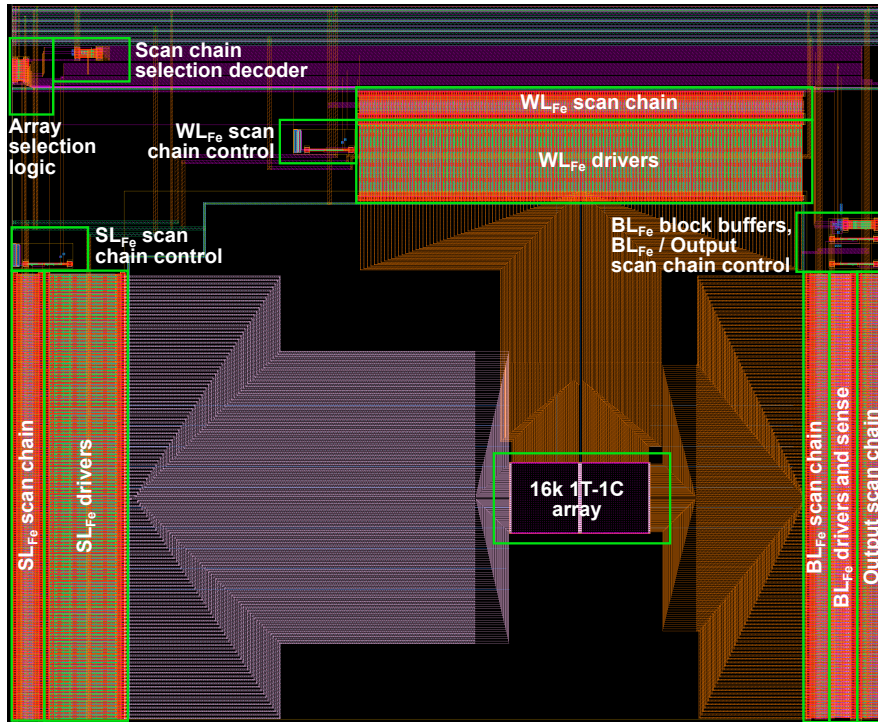 Scan chain
selection decoder
Array
selection
logic
WLFe scan
chain control
WLFe scan chain
WLFe drivers
SLFe scan
chain control
BLFe block buffers,
BLFe / Output
scan chain control
SLFe scan chain
SLFe drivers
16k 1T-1C
array
BLFe scan chain
BLFe drivers and sense
Output scan chain